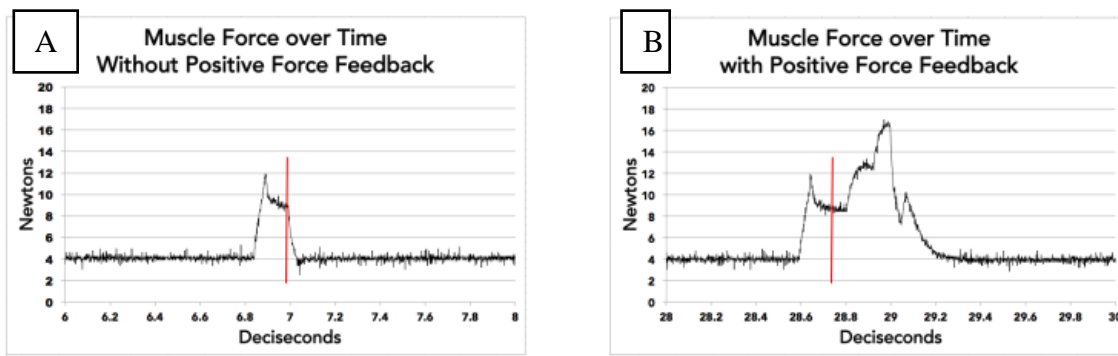 A
Muscle Force over Time
Without Positive Force Feedback
20
18
16
14
12
10
8
6
4
2
0
Newtons
6 6.2 6.4 6.6 6.8 7 7.2 7.4 7.6 7.8 8
Deciseconds
B
Muscle Force over Time
with Positive Force Feedback
20
18
16
14
12
10
8
6
4
2
0
Newtons
28 28.2 28.4 28.6 28.8 29 29.2 29.4 29.6 29.8 30
Deciseconds